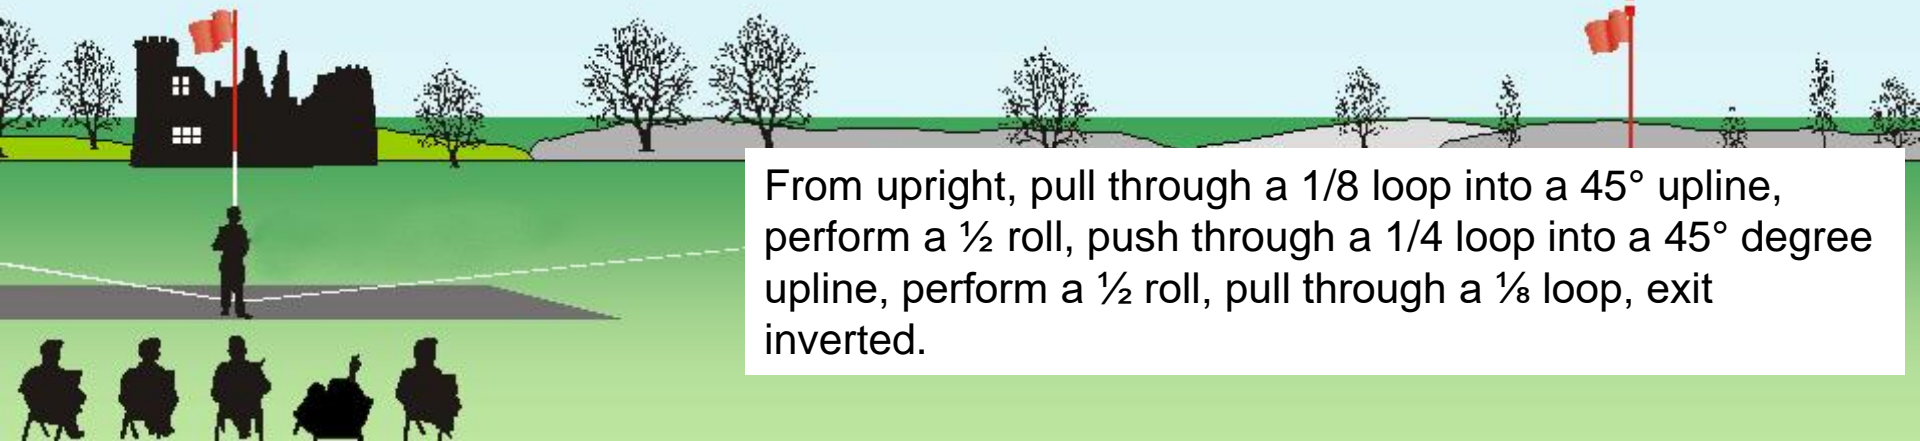 From upright, pull through a 1/8 loop into a 45° upline,
perform a ½ roll, push through a 1/4 loop into a 45° degree
upline, perform a ½ roll, pull through a ⅛ loop, exit
inverted.